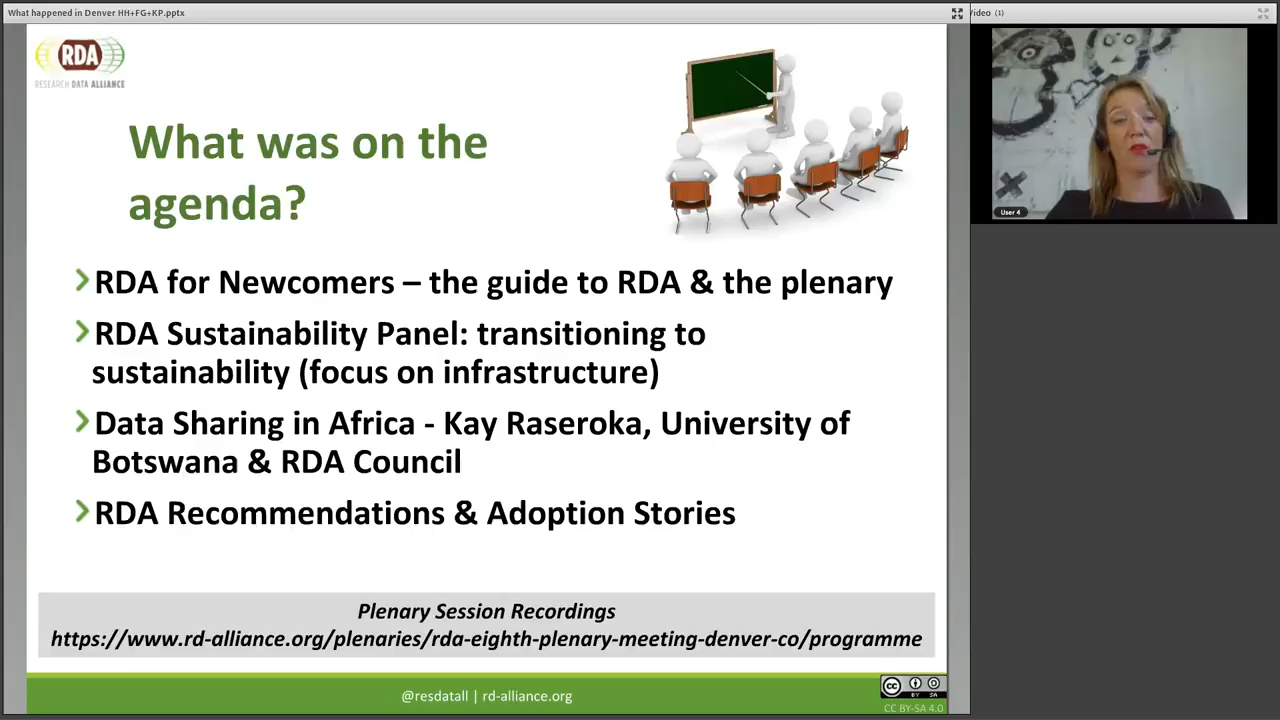 What happened in Denver HH+FG+KP.pptx
Video (1)
RDA
RESEARCH DATA ALLIANCE
What was on the
agenda?
RDA for Newcomers – the guide to RDA & the plenary
RDA Sustainability Panel: transitioning to
sustainability (focus on infrastructure)
Data Sharing in Africa - Kay Raseroka, University of
Botswana & RDA Council
RDA Recommendations & Adoption Stories
Plenary Session Recordings
https://www.rd-alliance.org/plenaries/rda-eighth-plenary-meeting-denver-co/programme
@resdatall | rd-alliance.org
cc BY SA
CC BY-SA 4.0
User 4